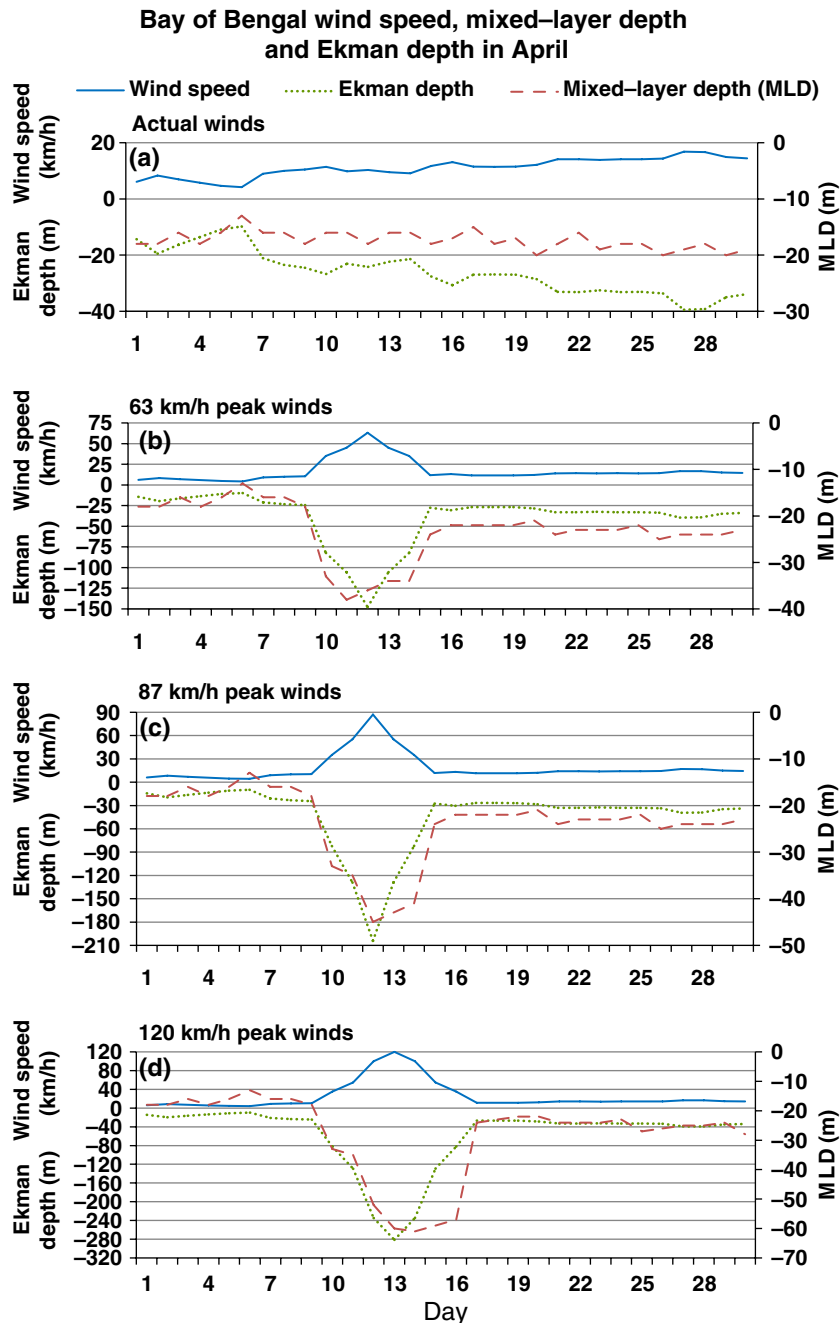 Bay of Bengal wind speed, mixed–layer depth
and Ekman depth in April
Wind speed Ekman depth Mixed–layer depth (MLD)
Actual winds
(a)
Wind speed
(km/h)
Ekman
depth (m)
MLD (m)
20
0
–20
–40
0
–10
–20
–30
1 4 7 10 13 16 19 22 25 28
63 km/h peak winds
(b)
Wind speed
(km/h)
Ekman
depth (m)
MLD (m)
75
50
25
0
–25
–50
–75
–100
–125
–150
0
–10
–20
–30
–40
1 4 7 10 13 16 19 22 25 28
87 km/h peak winds
(c)
Wind speed
(km/h)
Ekman
depth (m)
MLD (m)
90
60
30
0
–30
–60
–90
–120
–150
–180
–210
0
–10
–20
–30
–40
–50
1 4 7 10 13 16 19 22 25 28
120 km/h peak winds
(d)
Wind speed
(km/h)
Ekman
depth (m)
MLD (m)
120
80
40
0
–40
–80
–120
–160
–200
–240
–280
–320
0
–10
–20
–30
–40
–50
–60
–70
1 4 7 10 13 16 19 22 25 28
Day